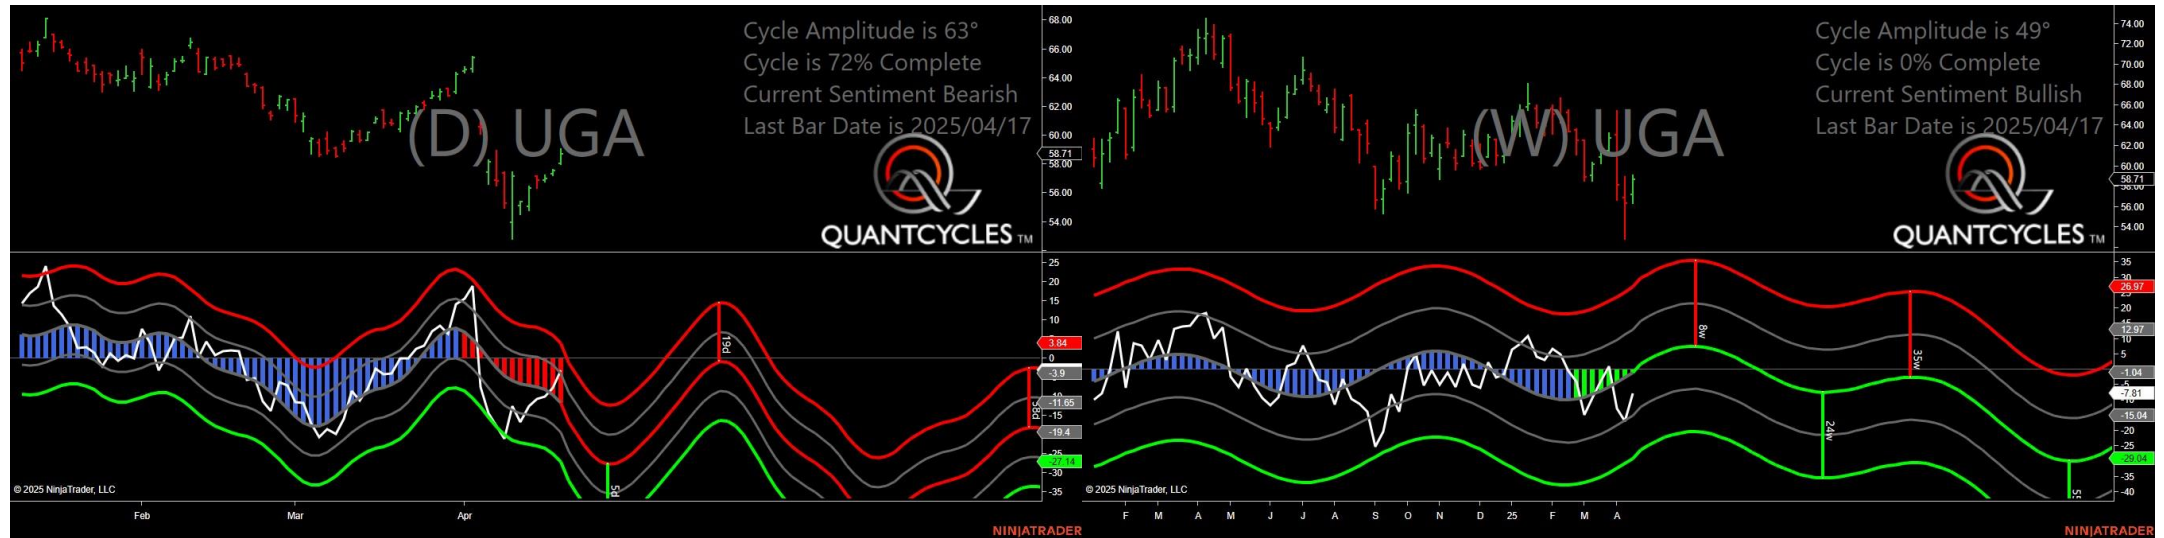 Cycle Amplitude is 63°
Cycle is 72% Complete
Current Sentiment Bearish
Last Bar Date is 2025/04/17
(D) UGA
QUANTCYCLES TM
68.00
66.00
64.00
62.00
60.00
58.71
58.00
56.00
54.00
25
20
15
10
5
3.84
0
-3.9
-11.65
-15
-19.4
-25
-27.14
-30
-35
19d
5d
58d
© 2025 NinjaTrader, LLC
Feb Mar Apr
NINJATRADER
Cycle Amplitude is 49°
Cycle is 0% Complete
Current Sentiment Bullish
Last Bar Date is 2025/04/17
(W) UGA
QUANTCYCLES TM
74.00
72.00
70.00
68.00
66.00
64.00
62.00
60.00
58.71
56.00
54.00
35
30
26.97
20
12.97
10
5
-1.04
-7.81
-15.04
-20
-25
-29.04
-35
-40
8w
24w
35w
© 2025 NinjaTrader, LLC
F M A M J J A S O N D 25 F M A
NINJATRADER